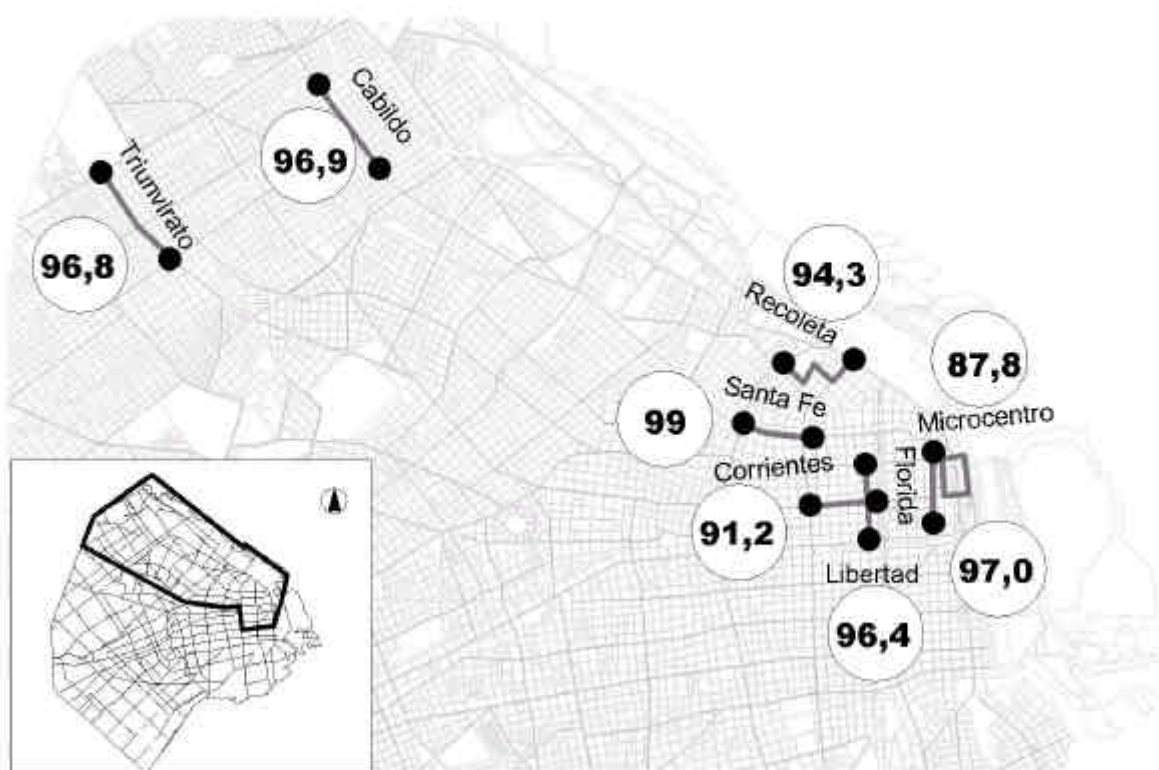 Cabildo
96,9
Triunvirato
96,8
94,3
Recoleta
87,8
Microcentro
Santa Fe
99
Corrientes
91,2
Florida
97,0
Libertad
96,4